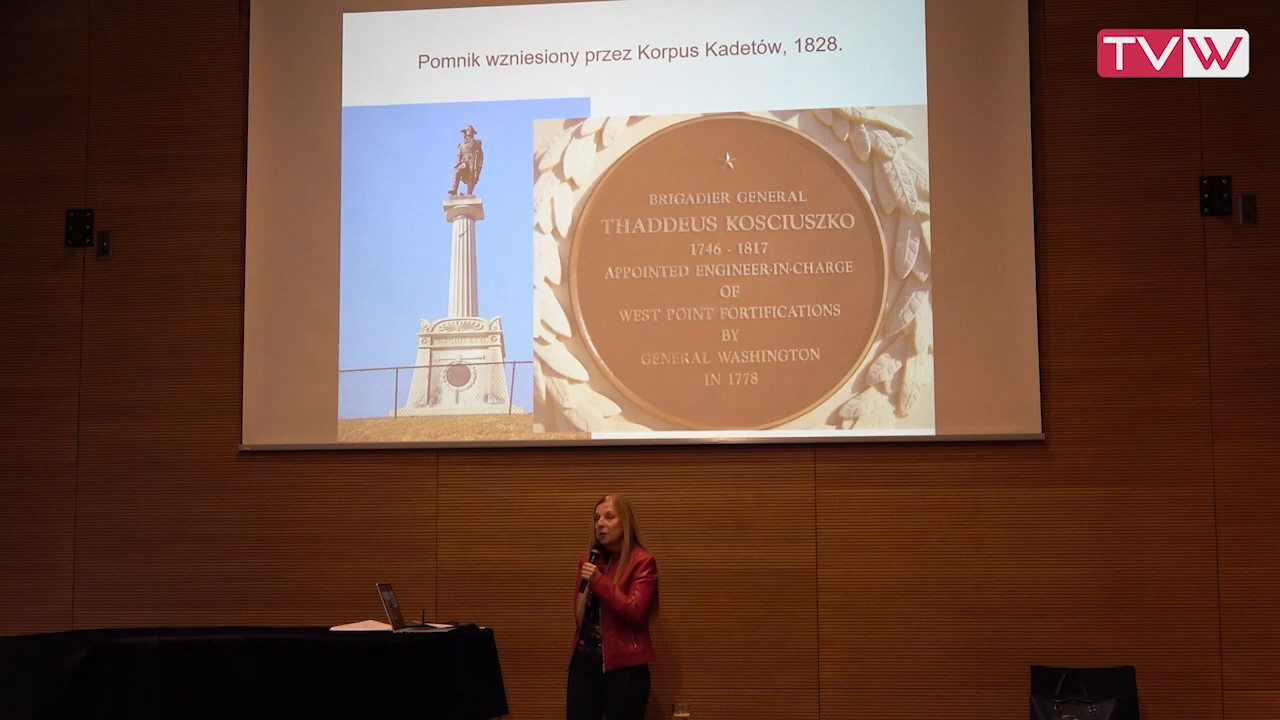 Pomnik wzniesiony przez Korpus Kadetów, 1828.
TVW
BRIGADIER GENERAL
THADDEUS KOSCIUSZKO
1746 - 1817
APPOINTED ENGINEER-IN-CHARGE
OF
WEST POINT FORTIFICATIONS
BY
GENERAL WASHINGTON
IN 1778